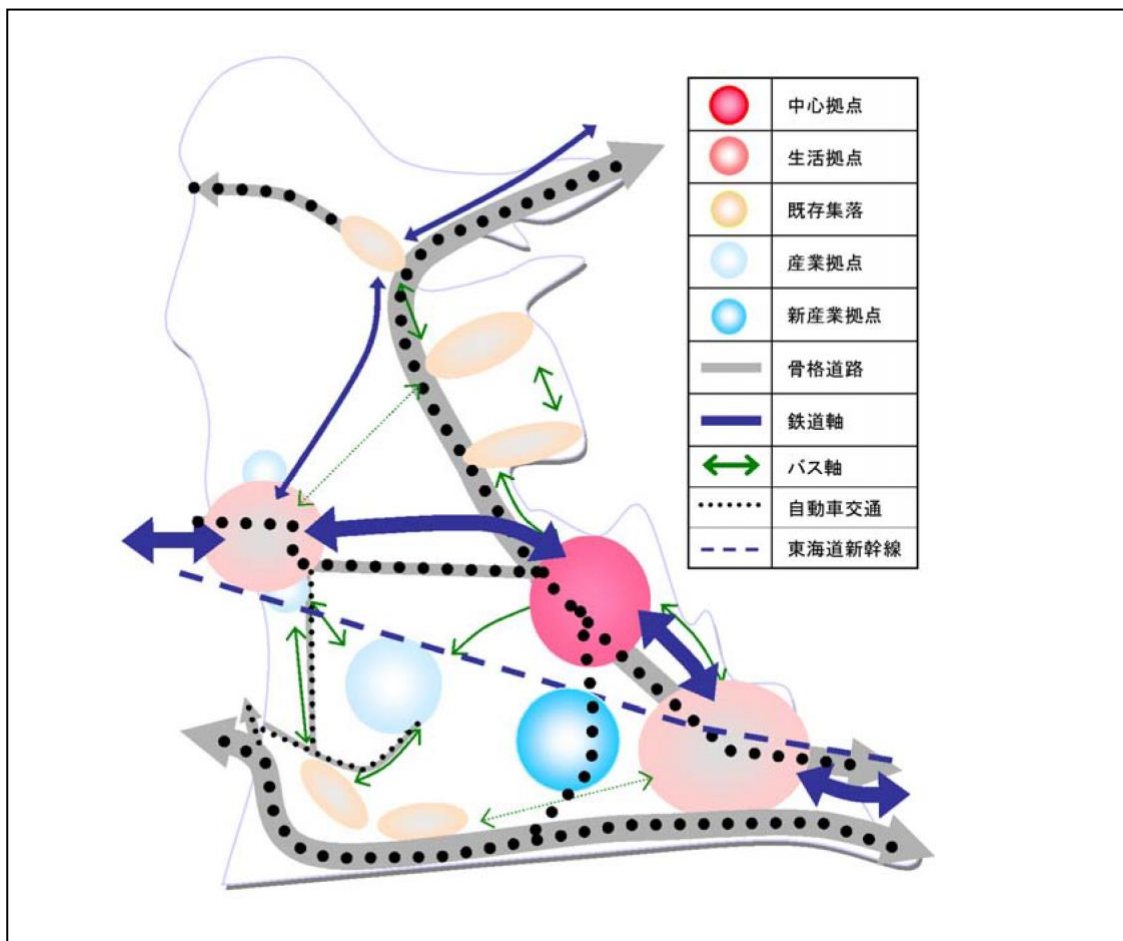 中心拠点
生活拠点
既存集落
産業拠点
新産業拠点
骨格道路
鉄道軸
バス軸
自動車交通
東海道新幹線